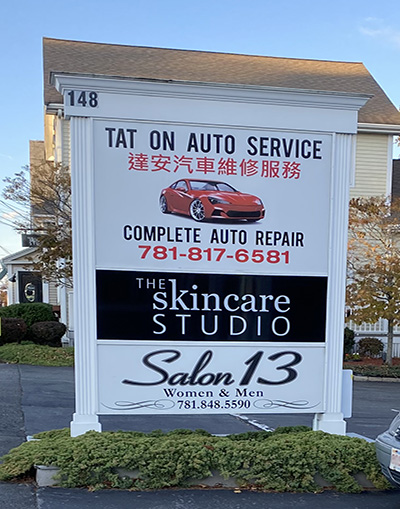 148
TAT ON AUTO SERVICE
達安汽車維修服務
COMPLETE AUTO REPAIR
781-817-6581
THE
skincare
STUDIO
Salon 13
Women & Men
781.848.5590